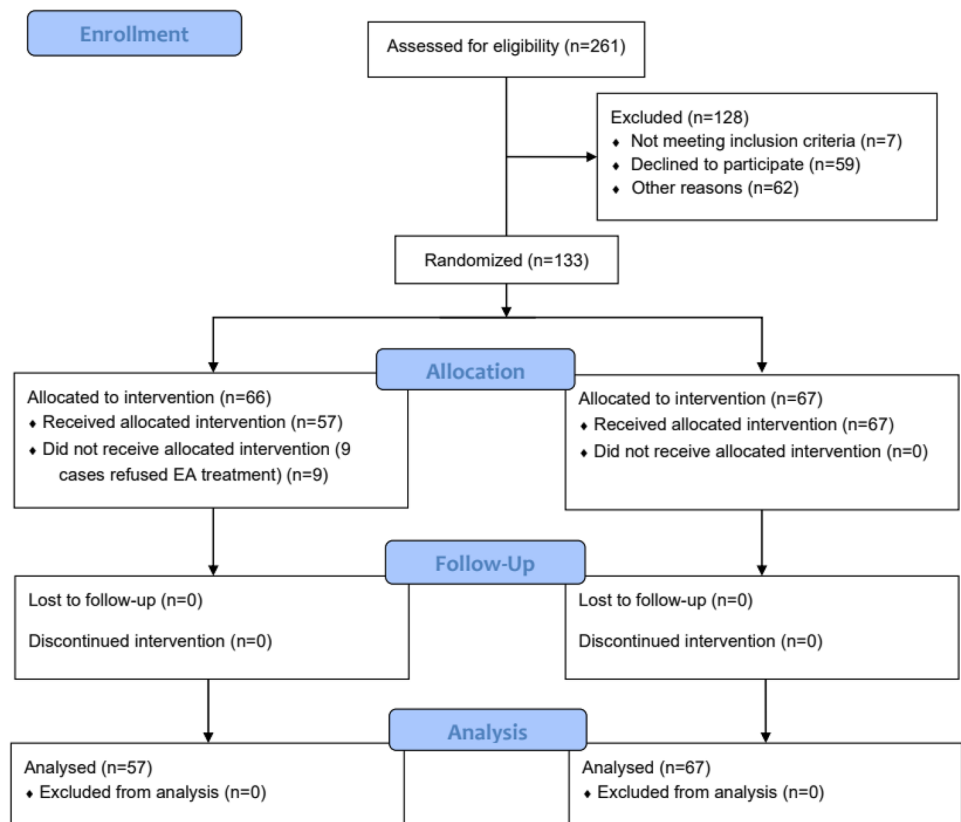 Enrollment
Assessed for eligibility (n=261)
Excluded (n=128)
♦ Not meeting inclusion criteria (n=7)
♦ Declined to participate (n=59)
♦ Other reasons (n=62)
Randomized (n=133)
Allocation
Allocated to intervention (n=66)
♦ Received allocated intervention (n=57)
♦ Did not receive allocated intervention (9
cases refused EA treatment) (n=9)
Allocated to intervention (n=67)
♦ Received allocated intervention (n=67)
♦ Did not receive allocated intervention (n=0)
Follow-Up
Lost to follow-up (n=0)
Discontinued intervention (n=0)
Lost to follow-up (n=0)
Discontinued intervention (n=0)
Analysis
Analysed (n=57)
♦ Excluded from analysis (n=0)
Analysed (n=67)
♦ Excluded from analysis (n=0)